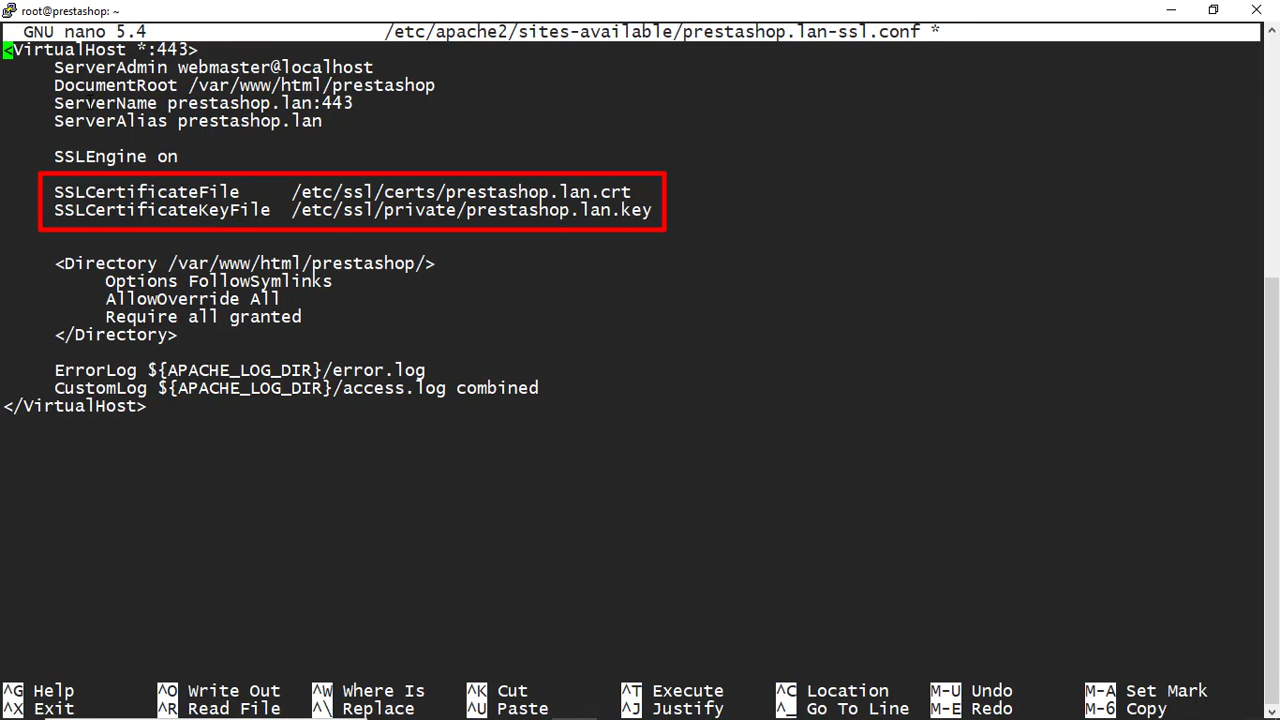 root@prestashop: ~
GNU nano 5.4 /etc/apache2/sites-available/prestashop.lan-ssl.conf *
<VirtualHost *:443>
ServerAdmin webmaster@localhost
DocumentRoot /var/www/html/prestashop
ServerName prestashop.lan:443
ServerAlias prestashop.lan
SSLEngine on
SSLCertificateFile /etc/ssl/certs/prestashop.lan.crt
SSLCertificateKeyFile /etc/ssl/private/prestashop.lan.key
<Directory /var/www/html/prestashop/>
Options FollowSymlinks
AllowOverride All
Require all granted
</Directory>
ErrorLog ${APACHE_LOG_DIR}/error.log
CustomLog ${APACHE_LOG_DIR}/access.log combined
</VirtualHost>
^G Help ^O Write Out ^W Where Is ^K Cut ^T Execute ^C Location M-U Undo M-A Set Mark
^X Exit ^R Read File ^\ Replace ^U Paste ^J Justify ^_ Go To Line M-E Redo M-6 Copy